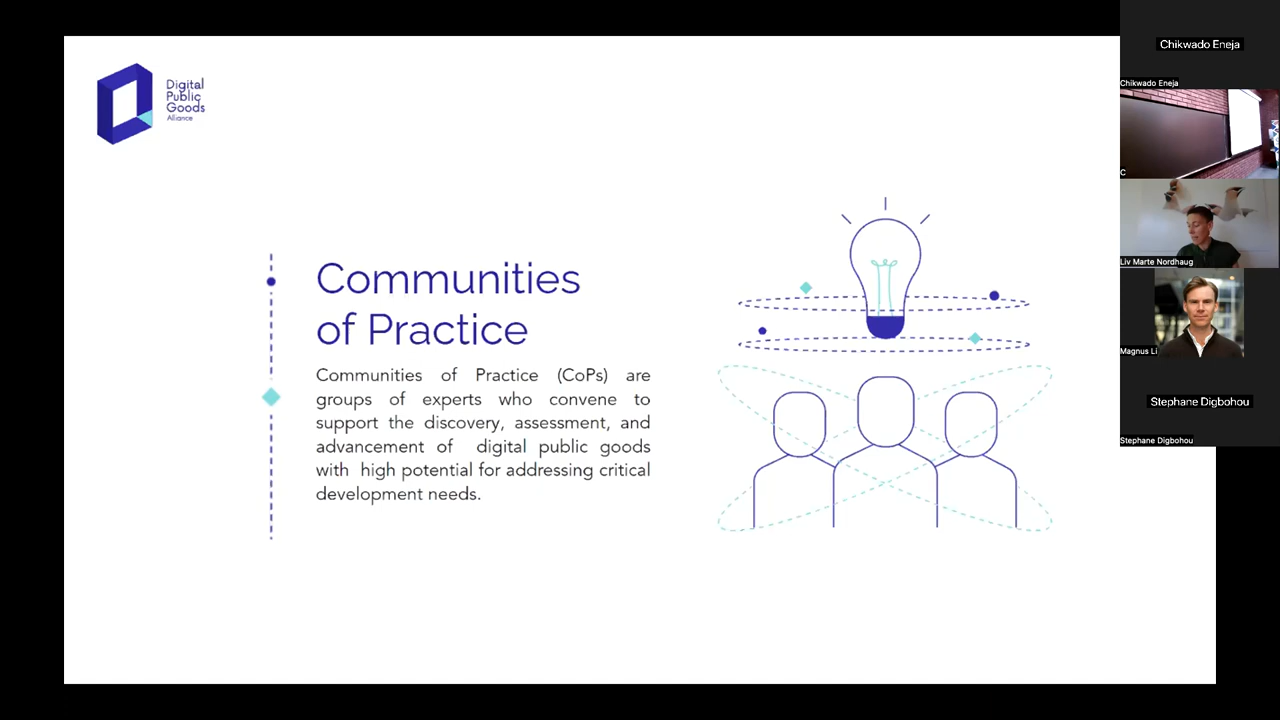 Digital
Public
Goods
Alliance
Communities
of Practice
Communities of Practice (CoPs) are
groups of experts who convene to
support the discovery, assessment, and
advancement of digital public goods
with high potential for addressing critical
development needs.
Chikwado Eneja
Chikwado Eneja
C
Liv Marte Nordhaug
Magnus Li
Stephane Digbohou
Stephane Digbohou